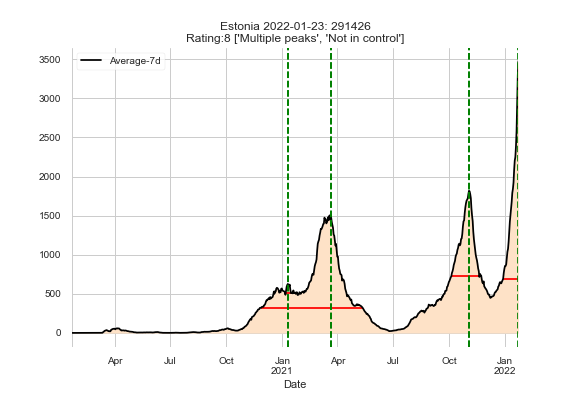 Estonia 2022-01-23: 291426
Rating:8 ['Multiple peaks', 'Not in control']
Average-7d
3500
3000
2500
2000
1500
1000
500
0
Apr Jul Oct Jan Apr Jul Oct Jan
2021 2022
Date